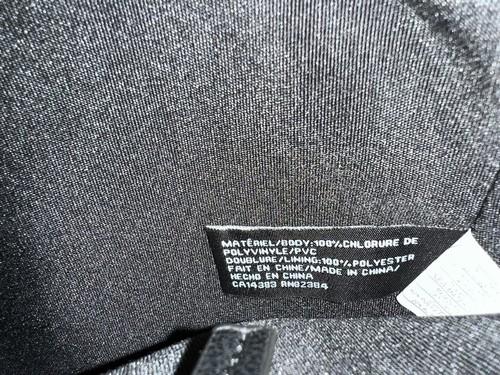 MATÉRIEL/BODY:100%CHLORURE DE
POLYVINYLE/PVC
DOUBLURE/LINING:100%POLYESTER
FAIT EN CHINE/MADE IN CHINA/
HECHO EN CHINA
CA14383 RN82384